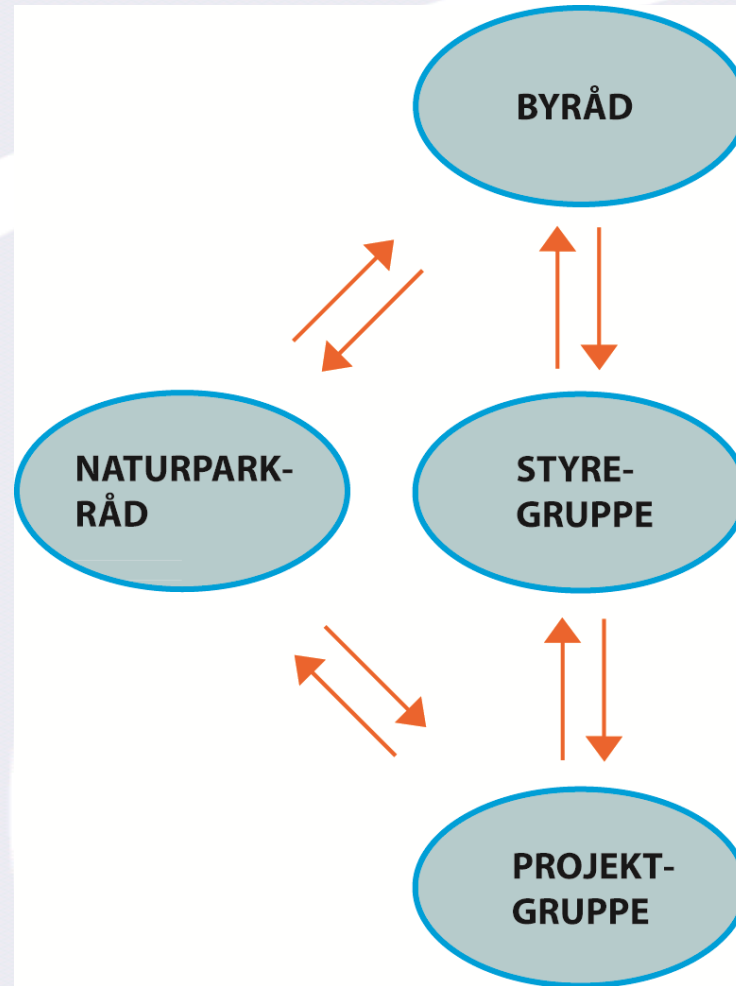 BYRÅD
NATURPARK-
RÅD
STYRE-
GRUPPE
PROJEKT-
GRUPPE